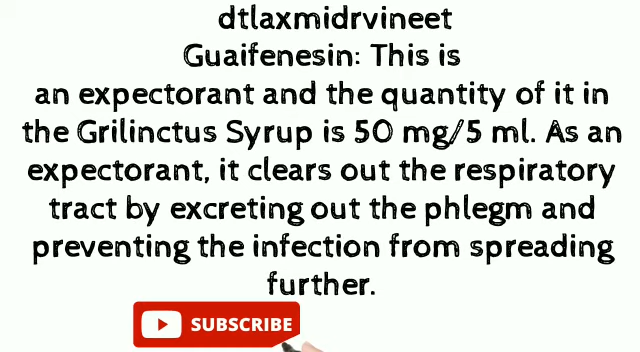 dtlaxmidrvineet
Guaifenesin: This is
an expectorant and the quantity of it in
the Grilinctus Syrup is 50 mg/5 ml. As an
expectorant, it clears out the respiratory
tract by excreting out the phlegm and
preventing the infection from spreading
further.
SUBSCRIBE